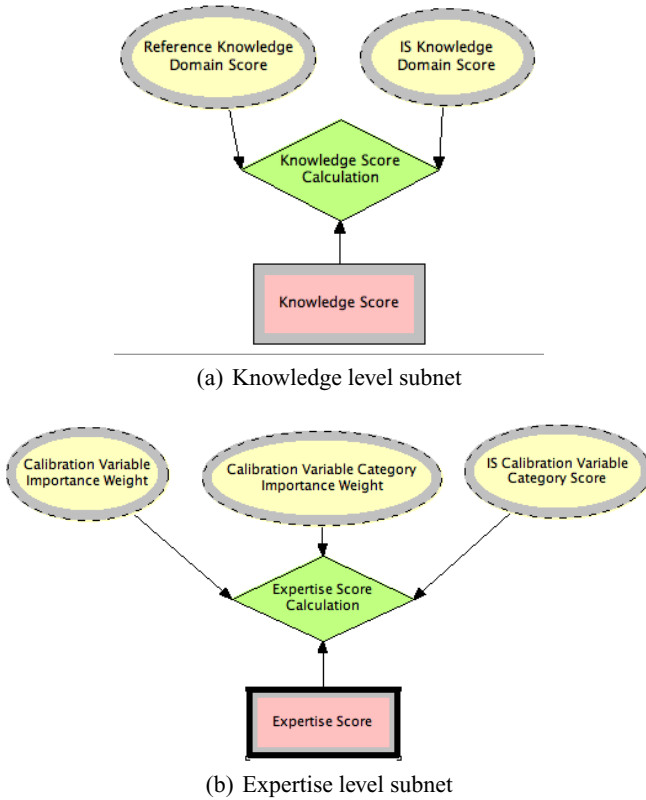 Reference Knowledge
Domain Score
IS Knowledge
Domain Score
Knowledge Score
Calculation
Knowledge Score
(a) Knowledge level subnet
Calibration Variable
Importance Weight
Calibration Variable Category
Importance Weight
IS Calibration Variable
Category Score
Expertise Score
Calculation
Expertise Score
(b) Expertise level subnet